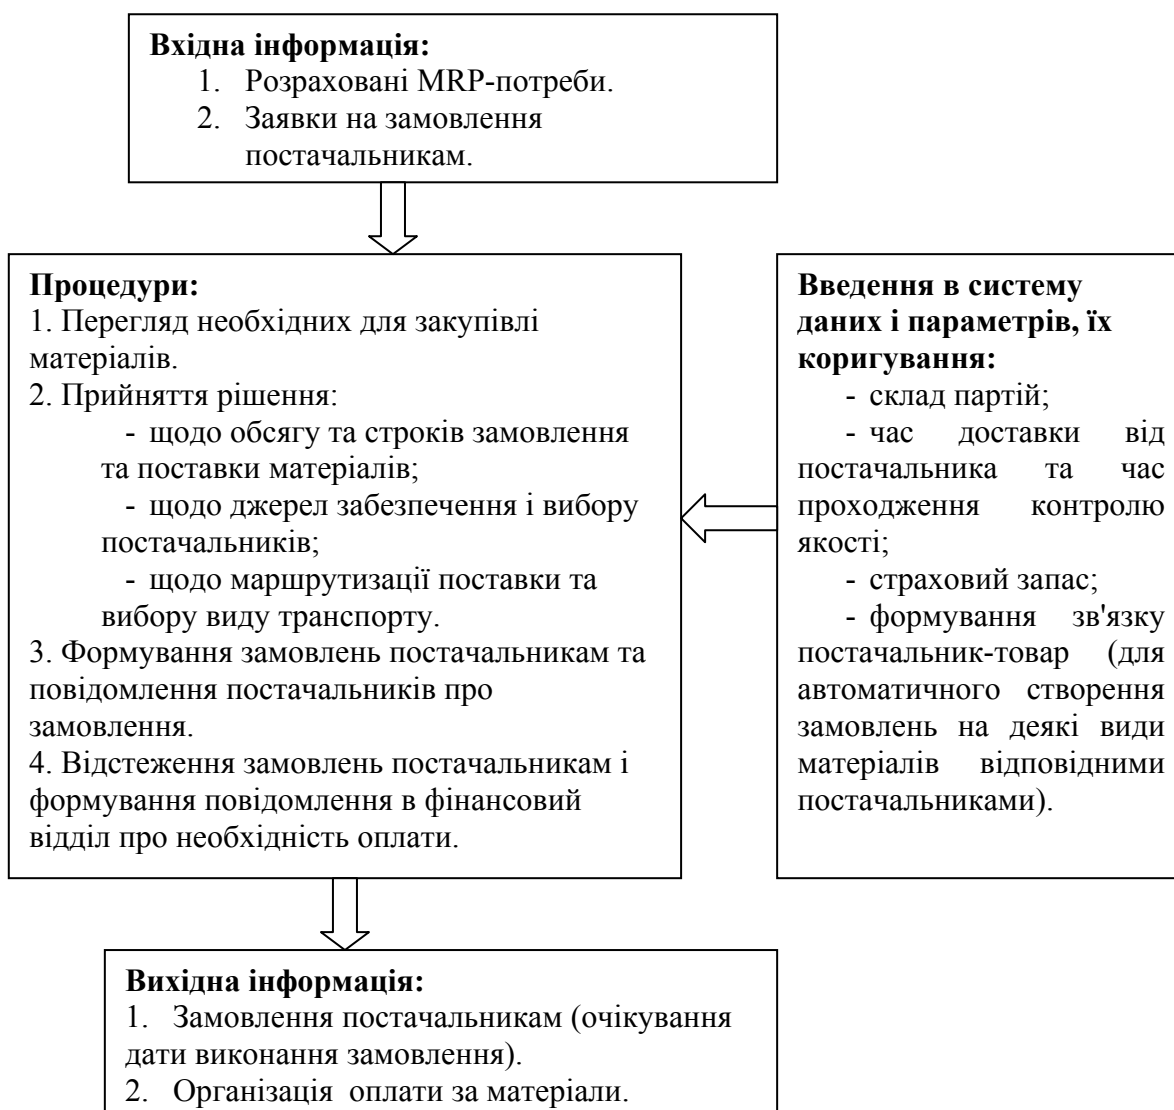 Вхідна інформація:
1. Розраховані MRP-потреби.
2. Заявки на замовлення
постачальникам.
Процедури:
1. Перегляд необхідних для закупівлі
матеріалів.
2. Прийняття рішення:
- щодо обсягу та строків замовлення
та поставки матеріалів;
- щодо джерел забезпечення і вибору
постачальників;
- щодо маршрутизації поставки та
вибору виду транспорту.
3. Формування замовлень постачальникам та
повідомлення постачальників про
замовлення.
4. Відстеження замовлень постачальникам і
формування повідомлення в фінансовий
відділ про необхідність оплати.
Введення в систему
даних і параметрів, їх
коригування:
- склад партій;
- час доставки від
постачальника та час
проходження контролю
якості;
- страховий запас;
- формування зв'язку
постачальник-товар (для
автоматичного створення
замовлень на деякі види
матеріалів відповідними
постачальниками).
Вихідна інформація:
1. Замовлення постачальникам (очікування
дати виконання замовлення).
2. Організація оплати за матеріали.